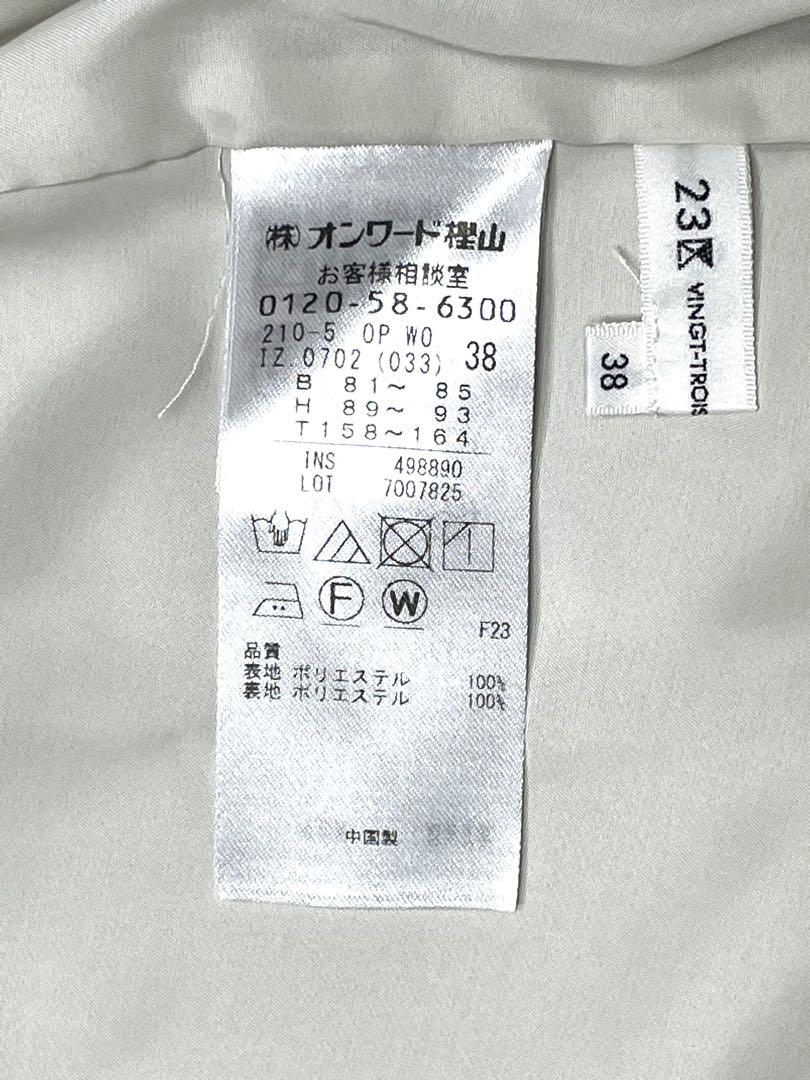 (株)オンワード樫山
お客様相談室
0120-58-6300
210-5 OP WO
IZ.0702 (033) 38
B 81～ 85
H 89～ 93
T158～164
INS 498890
LOT 7007825
F
W
F23
品質
表地 ポリエステル 100%
裏地 ポリエステル 100%
中国製
23区
VINGT-TROIS
38